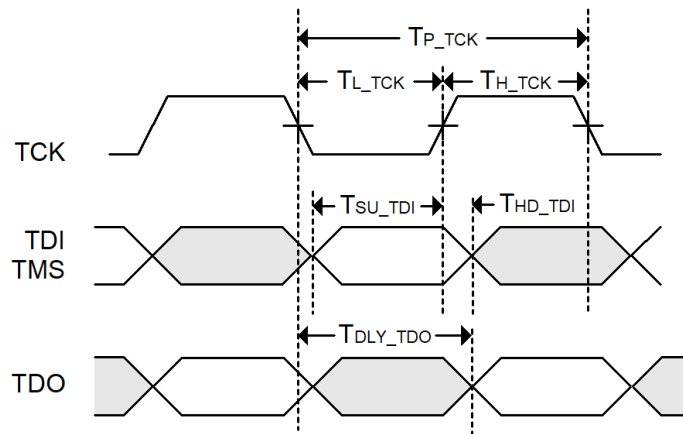 TP_TCK
TL_TCK
TH_TCK
TCK
TSU_TDI
THD_TDI
TDI
TMS
TDLY_TDO
TDO